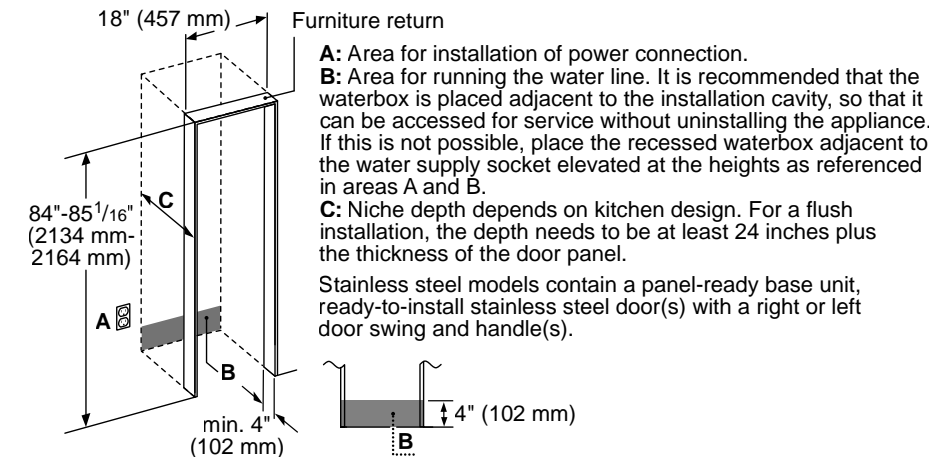 18" (457 mm)
Furniture return
A: Area for installation of power connection.
B: Area for running the water line. It is recommended that the
waterbox is placed adjacent to the installation cavity, so that it
can be accessed for service without uninstalling the appliance.
If this is not possible, place the recessed waterbox adjacent to
the water supply socket elevated at the heights as referenced
in areas A and B.
C: Niche depth depends on kitchen design. For a flush
installation, the depth needs to be at least 24 inches plus
the thickness of the door panel.
Stainless steel models contain a panel-ready base unit,
ready-to-install stainless steel door(s) with a right or left
door swing and handle(s).
C
84"-85 1/16"
(2134 mm-
2164 mm)
A
B
min. 4"
(102 mm)
4" (102 mm)
B